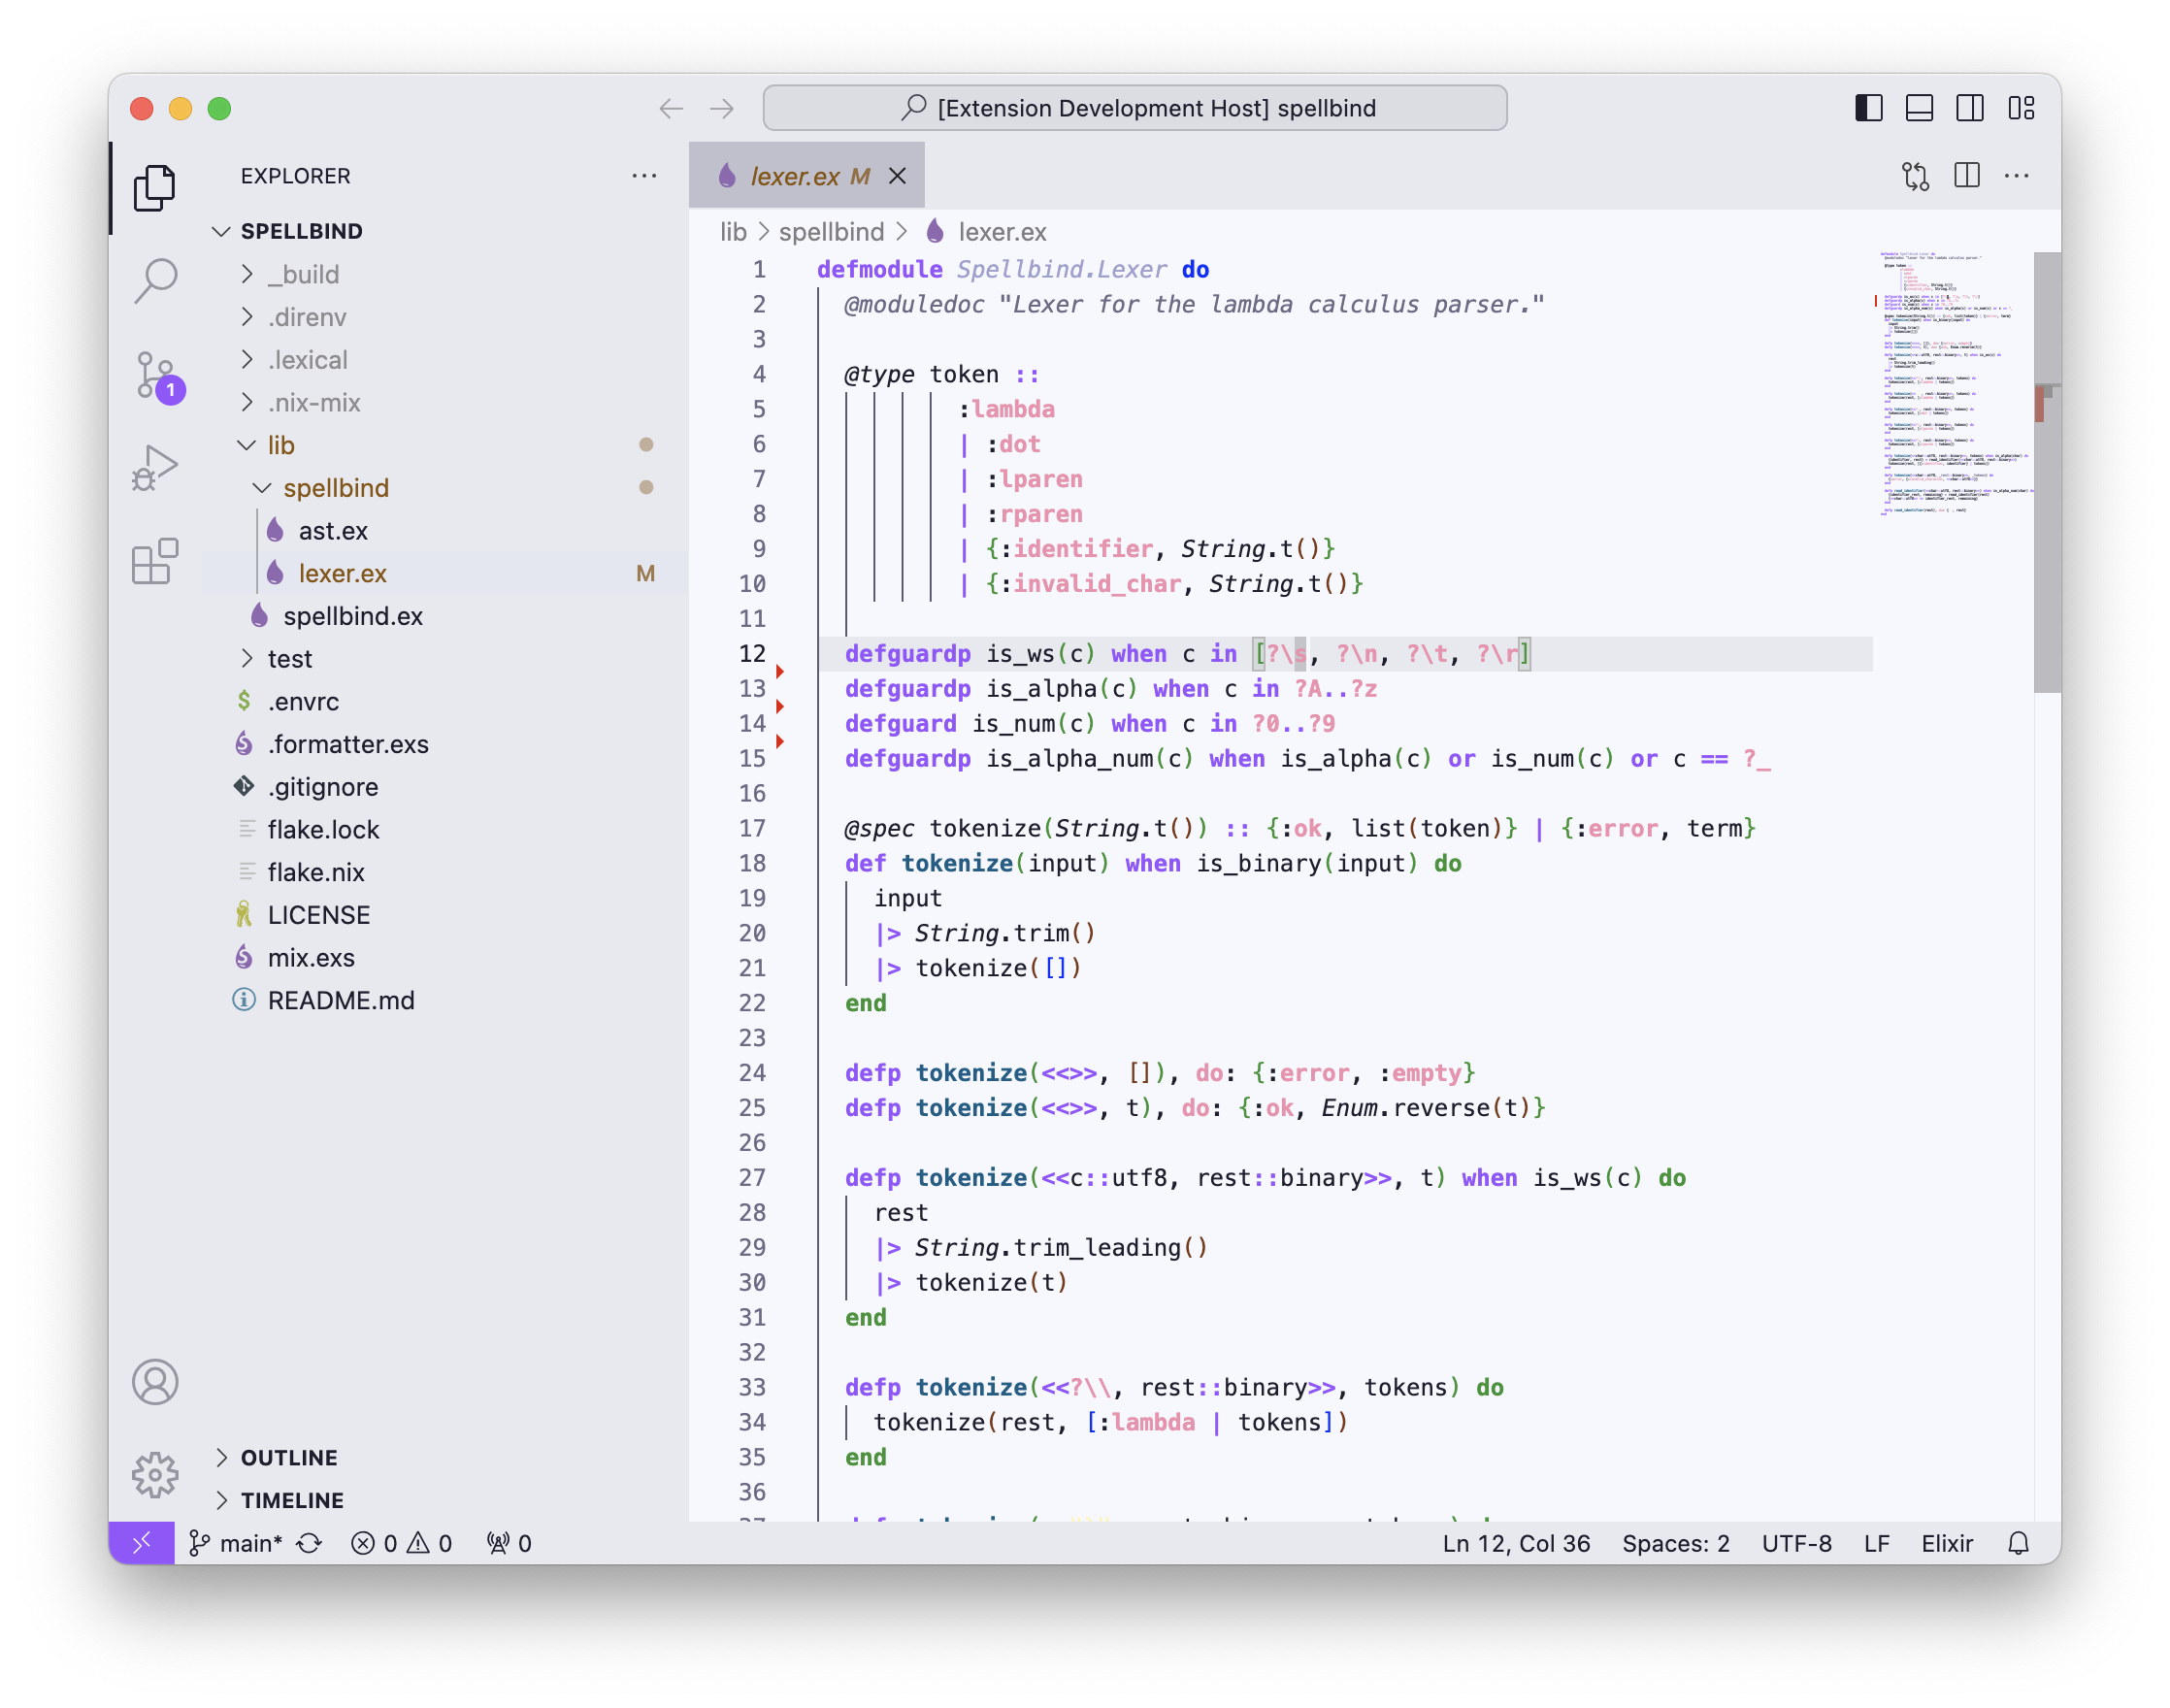 [Extension Development Host] spellbind
EXPLORER
SPELLBIND
_build
.direnv
.lexical
.nix-mix
lib
spellbind
ast.ex
lexer.ex M
spellbind.ex
test
.envrc
.formatter.exs
.gitignore
flake.lock
flake.nix
LICENSE
mix.exs
README.md
OUTLINE
TIMELINE
1
lexer.ex M
lib > spellbind > lexer.ex
1 defmodule Spellbind.Lexer do
2 @moduledoc "Lexer for the lambda calculus parser."
3
4 @type token ::
5 :lambda
6 | :dot
7 | :lparen
8 | :rparen
9 | {:identifier, String.t()}
10 | {:invalid_char, String.t()}
11
12 defguardp is_ws(c) when c in [?\s, ?\n, ?\t, ?\r]
13 defguardp is_alpha(c) when c in ?A..?z
14 defguard is_num(c) when c in ?0..?9
15 defguardp is_alpha_num(c) when is_alpha(c) or is_num(c) or c == ?_
16
17 @spec tokenize(String.t()) :: {:ok, list(token)} | {:error, term}
18 def tokenize(input) when is_binary(input) do
19 input
20 |> String.trim()
21 |> tokenize([])
22 end
23
24 defp tokenize(<<>>, []), do: {:error, :empty}
25 defp tokenize(<<>>, t), do: {:ok, Enum.reverse(t)}
26
27 defp tokenize(<<c::utf8, rest::binary>>, t) when is_ws(c) do
28 rest
29 |> String.trim_leading()
30 |> tokenize(t)
31 end
32
33 defp tokenize(<<?\\, rest::binary>>, tokens) do
34 tokenize(rest, [:lambda | tokens])
35 end
36
main* 0 0 0
Ln 12, Col 36 Spaces: 2 UTF-8 LF Elixir